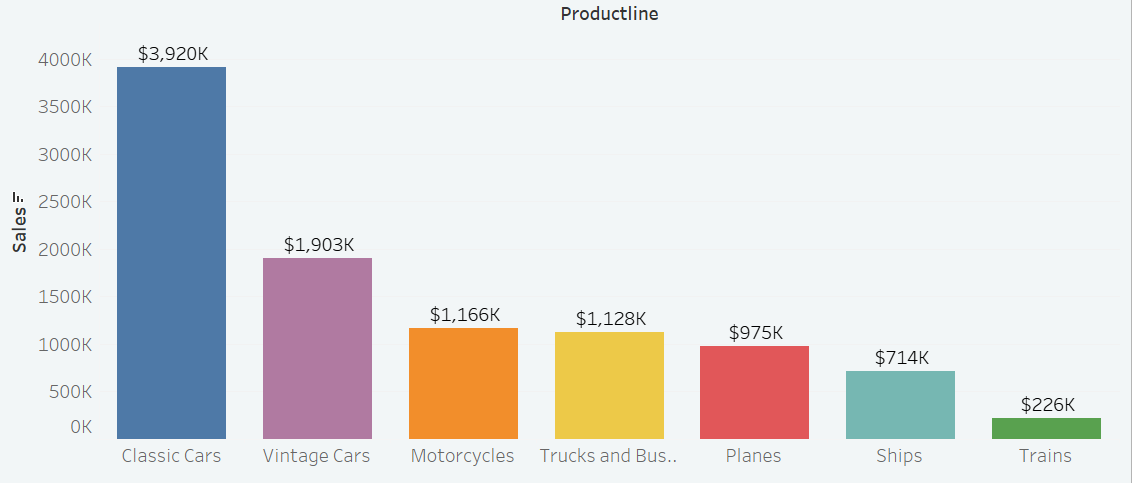 Productline
Sales
4000K
3500K
3000K
2500K
2000K
1500K
1000K
500K
0K
$3,920K
$1,903K
$1,166K
$1,128K
$975K
$714K
$226K
Classic Cars
Vintage Cars
Motorcycles
Trucks and Bus..
Planes
Ships
Trains